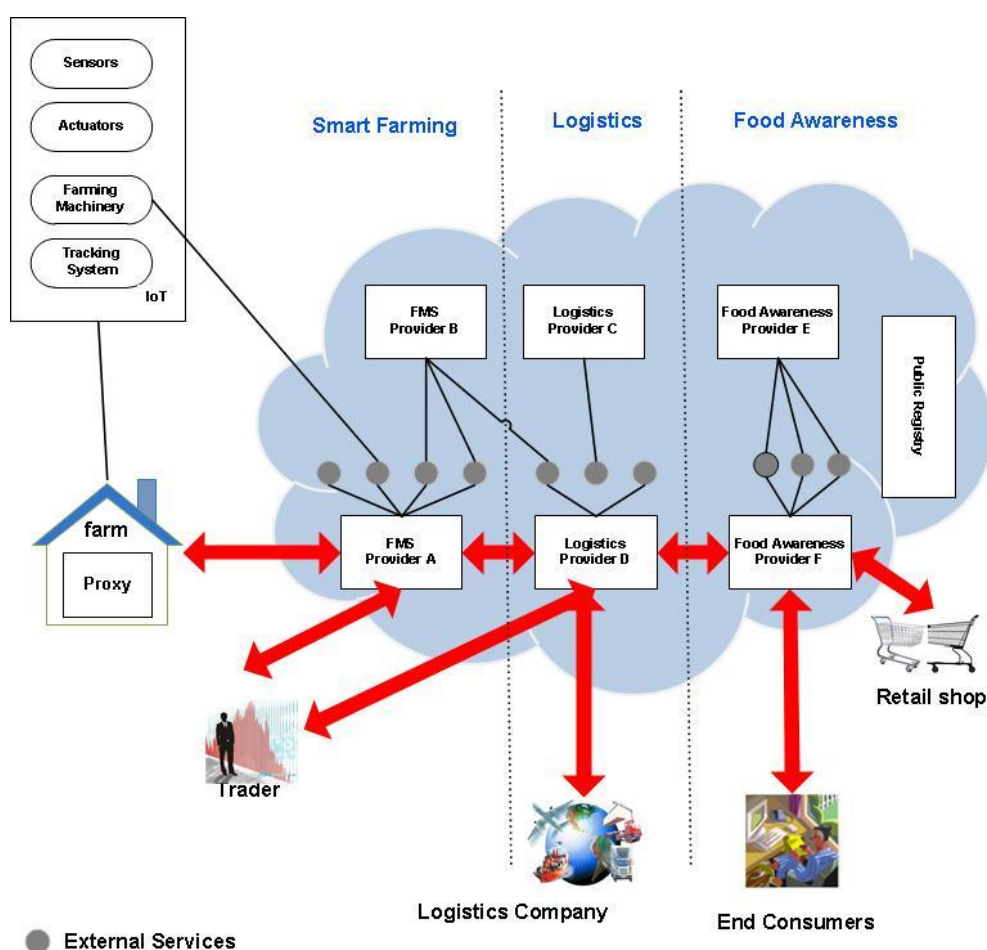 Sensors
Actuators
Farming
Machinery
Tracking
System
IoT
Smart Farming
Logistics
Food Awareness
FMS
Provider B
Logistics
Provider C
Food Awareness
Provider E
Public Registry
farm
Proxy
FMS
Provider A
Logistics
Provider D
Food Awareness
Provider F
Retail shop
Trader
Logistics Company
End Consumers
External Services